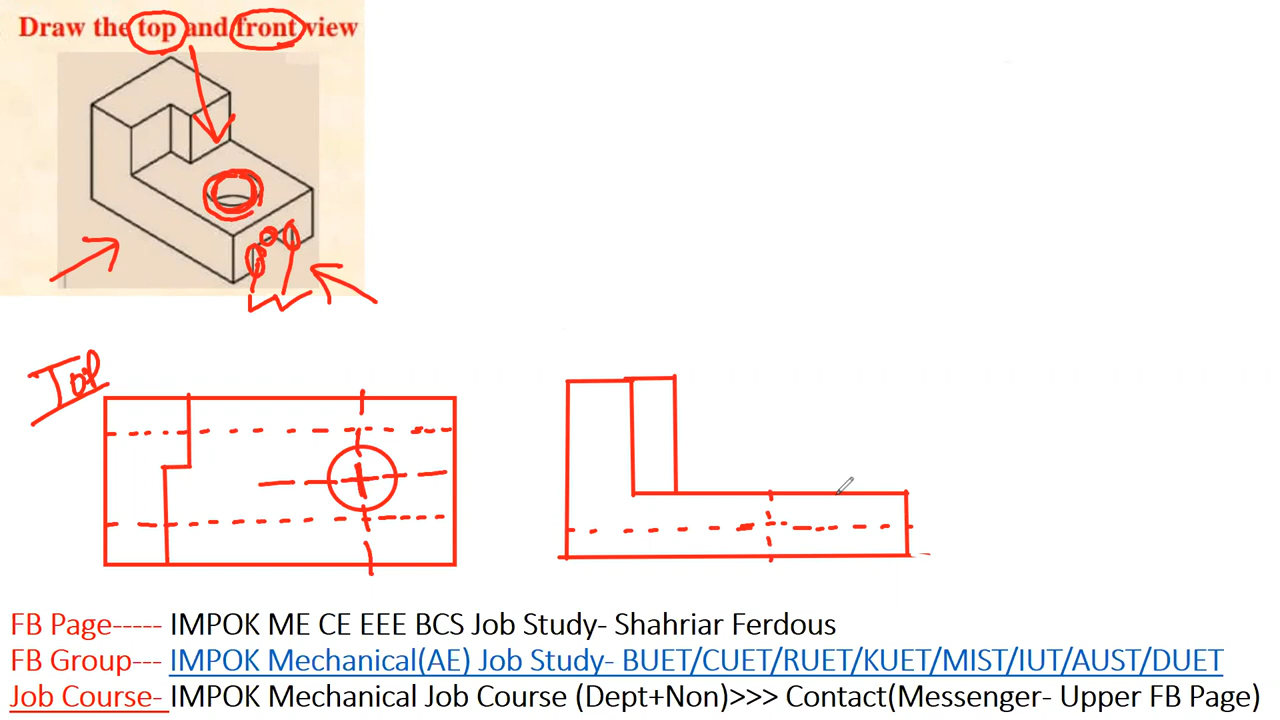 Draw the top and front view
Top
FB Page----- IMPOK ME CE EEE BCS Job Study- Shahriar Ferdous
FB Group--- IMPOK Mechanical(AE) Job Study- BUET/CUET/RUET/KUET/MIST/IUT/AUST/DUET
Job Course- IMPOK Mechanical Job Course (Dept+Non)>>> Contact(Messenger- Upper FB Page)